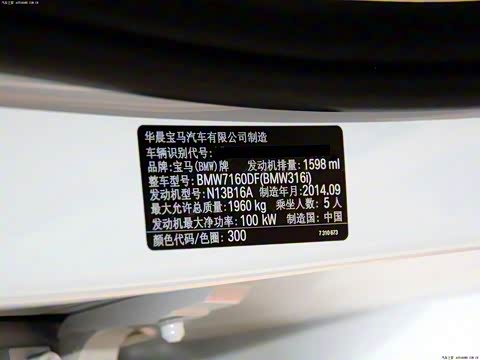 华晨宝马汽车有限公司制造
车辆识别代号:
品牌:宝马(BMW)牌 发动机排量:1598 ml
整车型号:BMW7160DF(BMW316i)
发动机型号:N13B16A 制造年月:2014.09
最大允许总质量:1960 kg 乘坐人数:5人
发动机最大净功率:100 kW 制造国:中国
颜色代码/色圈:300
7 310 673